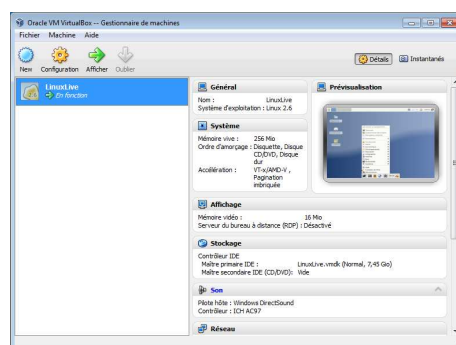 Oracle VM VirtualBox -- Gestionnaire de machines
Fichier Machine Aide
New Configuration Afficher Oublier
Détails Instantanés
LinuxLive
En fonction
Général
Nom : LinuxLive
Système d'exploitation : Linux 2.6
Système
Mémoire vive : 256 Mio
Ordre d'amorçage : Disquette, Disque
CD/DVD, Disque
dur
Accélération : VT-x/AMD-V ,
Pagination
imbriquée
Prévisualisation
Affichage
Mémoire vidéo : 16 Mio
Serveur du bureau à distance (RDP) : Désactivé
Stockage
Contrôleur IDE
Maître primaire IDE : LinuxLive.vmdk (Normal, 7,45 Gio)
Maître secondaire IDE (CD/DVD): Vide
Son
Pilote hôte : Windows DirectSound
Contrôleur : ICH AC97
Réseau